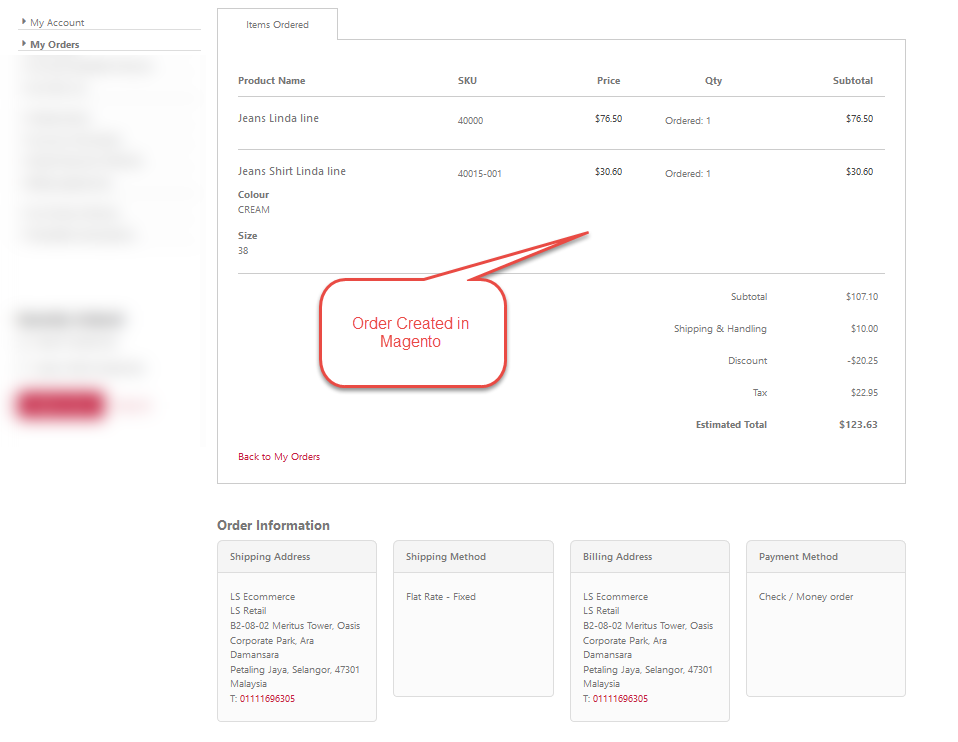 My Account
My Orders
Items Ordered
Product Name SKU Price Qty Subtotal
Jeans Linda line 40000 $76.50 Ordered: 1 $76.50
Jeans Shirt Linda line 40015-001 $30.60 Ordered: 1 $30.60
Colour
CREAM
Size
38
Order Created in
Magento
Subtotal $107.10
Shipping & Handling $10.00
Discount -$20.25
Tax $22.95
Estimated Total $123.63
Back to My Orders
Order Information
Shipping Address
LS Ecommerce
LS Retail
B2-08-02 Meritus Tower, Oasis
Corporate Park, Ara
Damansara
Petaling Jaya, Selangor, 47301
Malaysia
T: 01111696305
Shipping Method
Flat Rate - Fixed
Billing Address
LS Ecommerce
LS Retail
B2-08-02 Meritus Tower, Oasis
Corporate Park, Ara
Damansara
Petaling Jaya, Selangor, 47301
Malaysia
T: 01111696305
Payment Method
Check / Money order